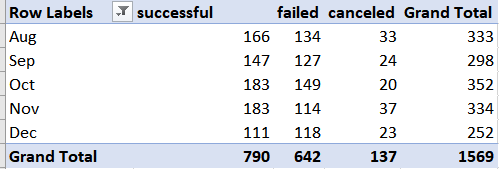 Row Labels successful failed canceled Grand Total
Aug 166 134 33 333
Sep 147 127 24 298
Oct 183 149 20 352
Nov 183 114 37 334
Dec 111 118 23 252
Grand Total 790 642 137 1569